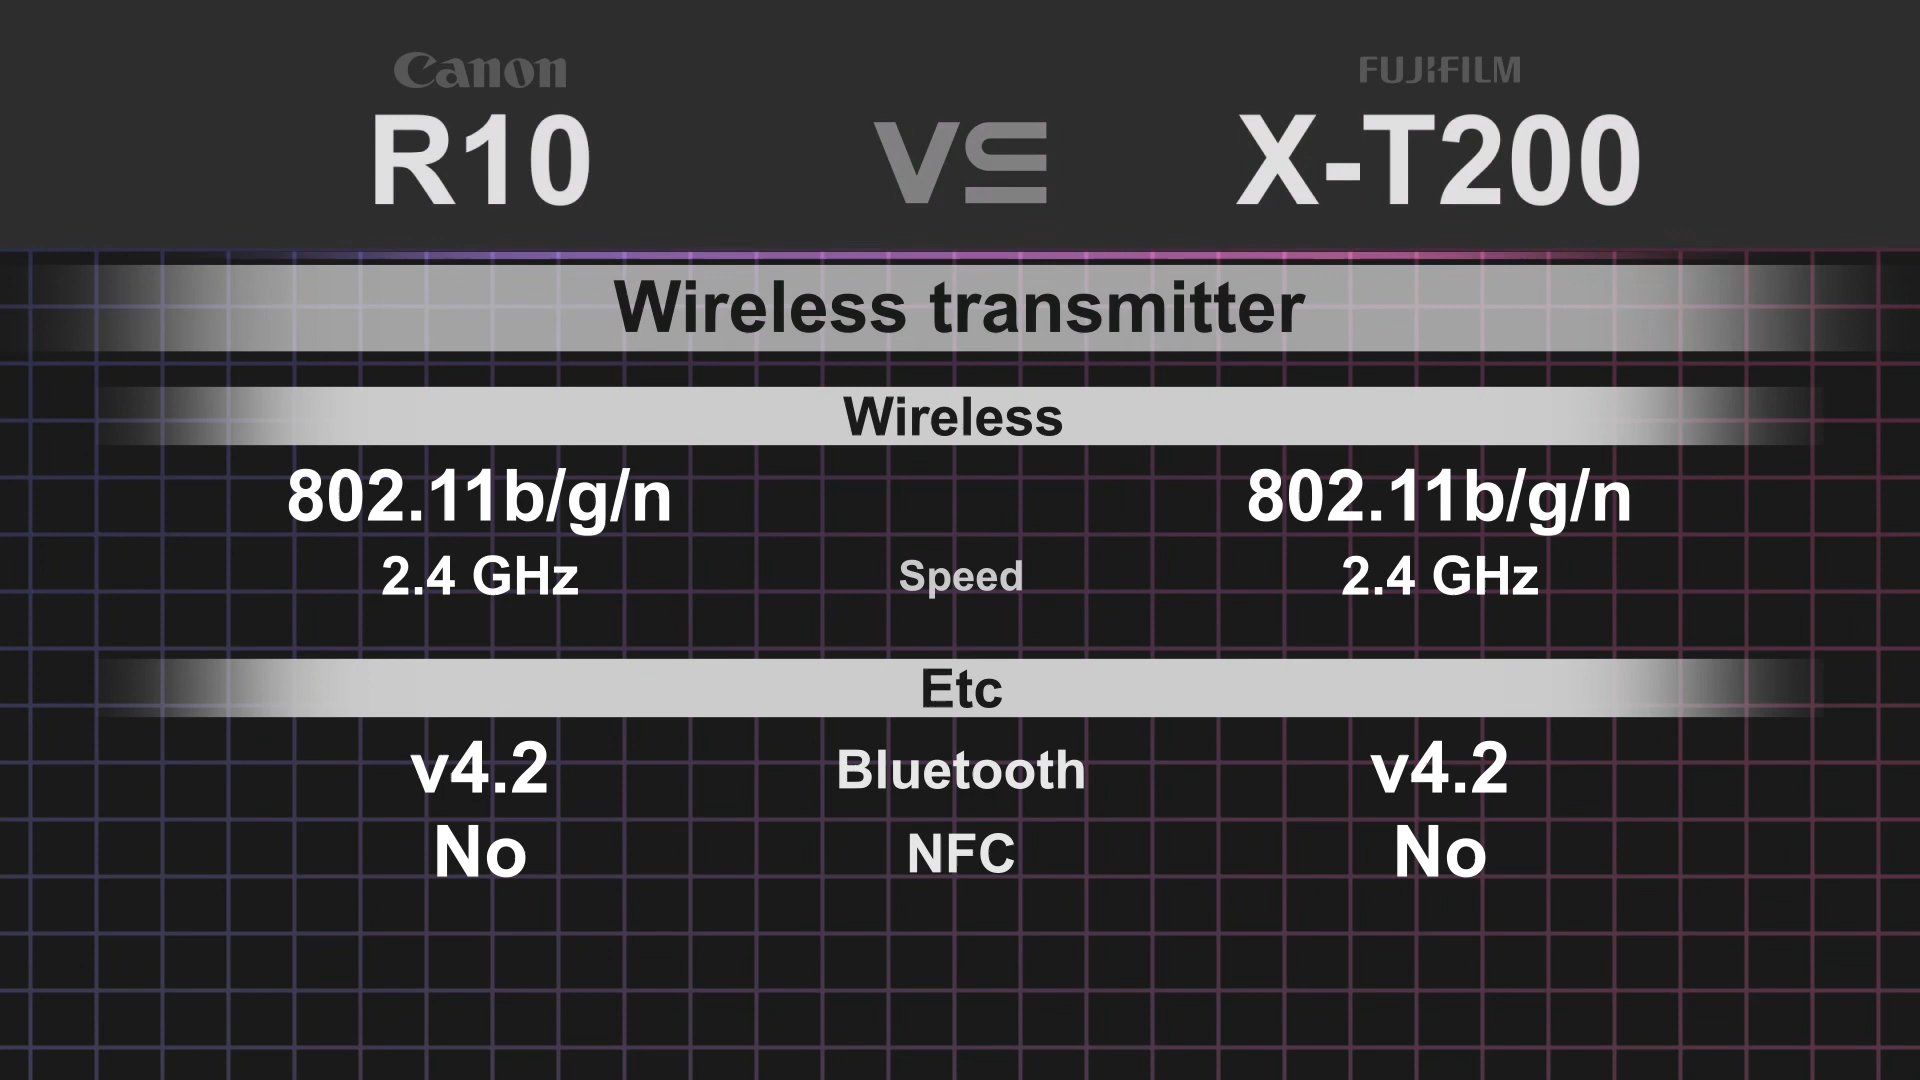 Canon
FUJIFILM
R10
VS
X-T200
Wireless transmitter
Wireless
802.11b/g/n
802.11b/g/n
2.4 GHz
Speed
2.4 GHz
Etc
v4.2
Bluetooth
v4.2
No
NFC
No